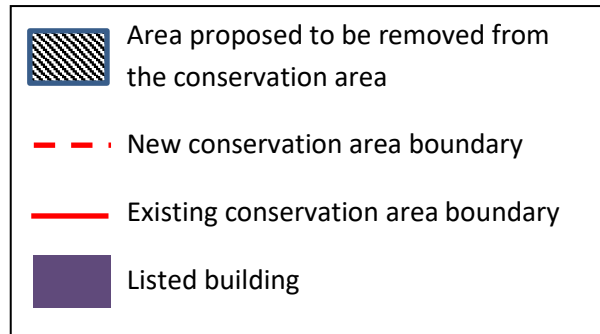 Area proposed to be removed from
the conservation area
New conservation area boundary
Existing conservation area boundary
Listed building